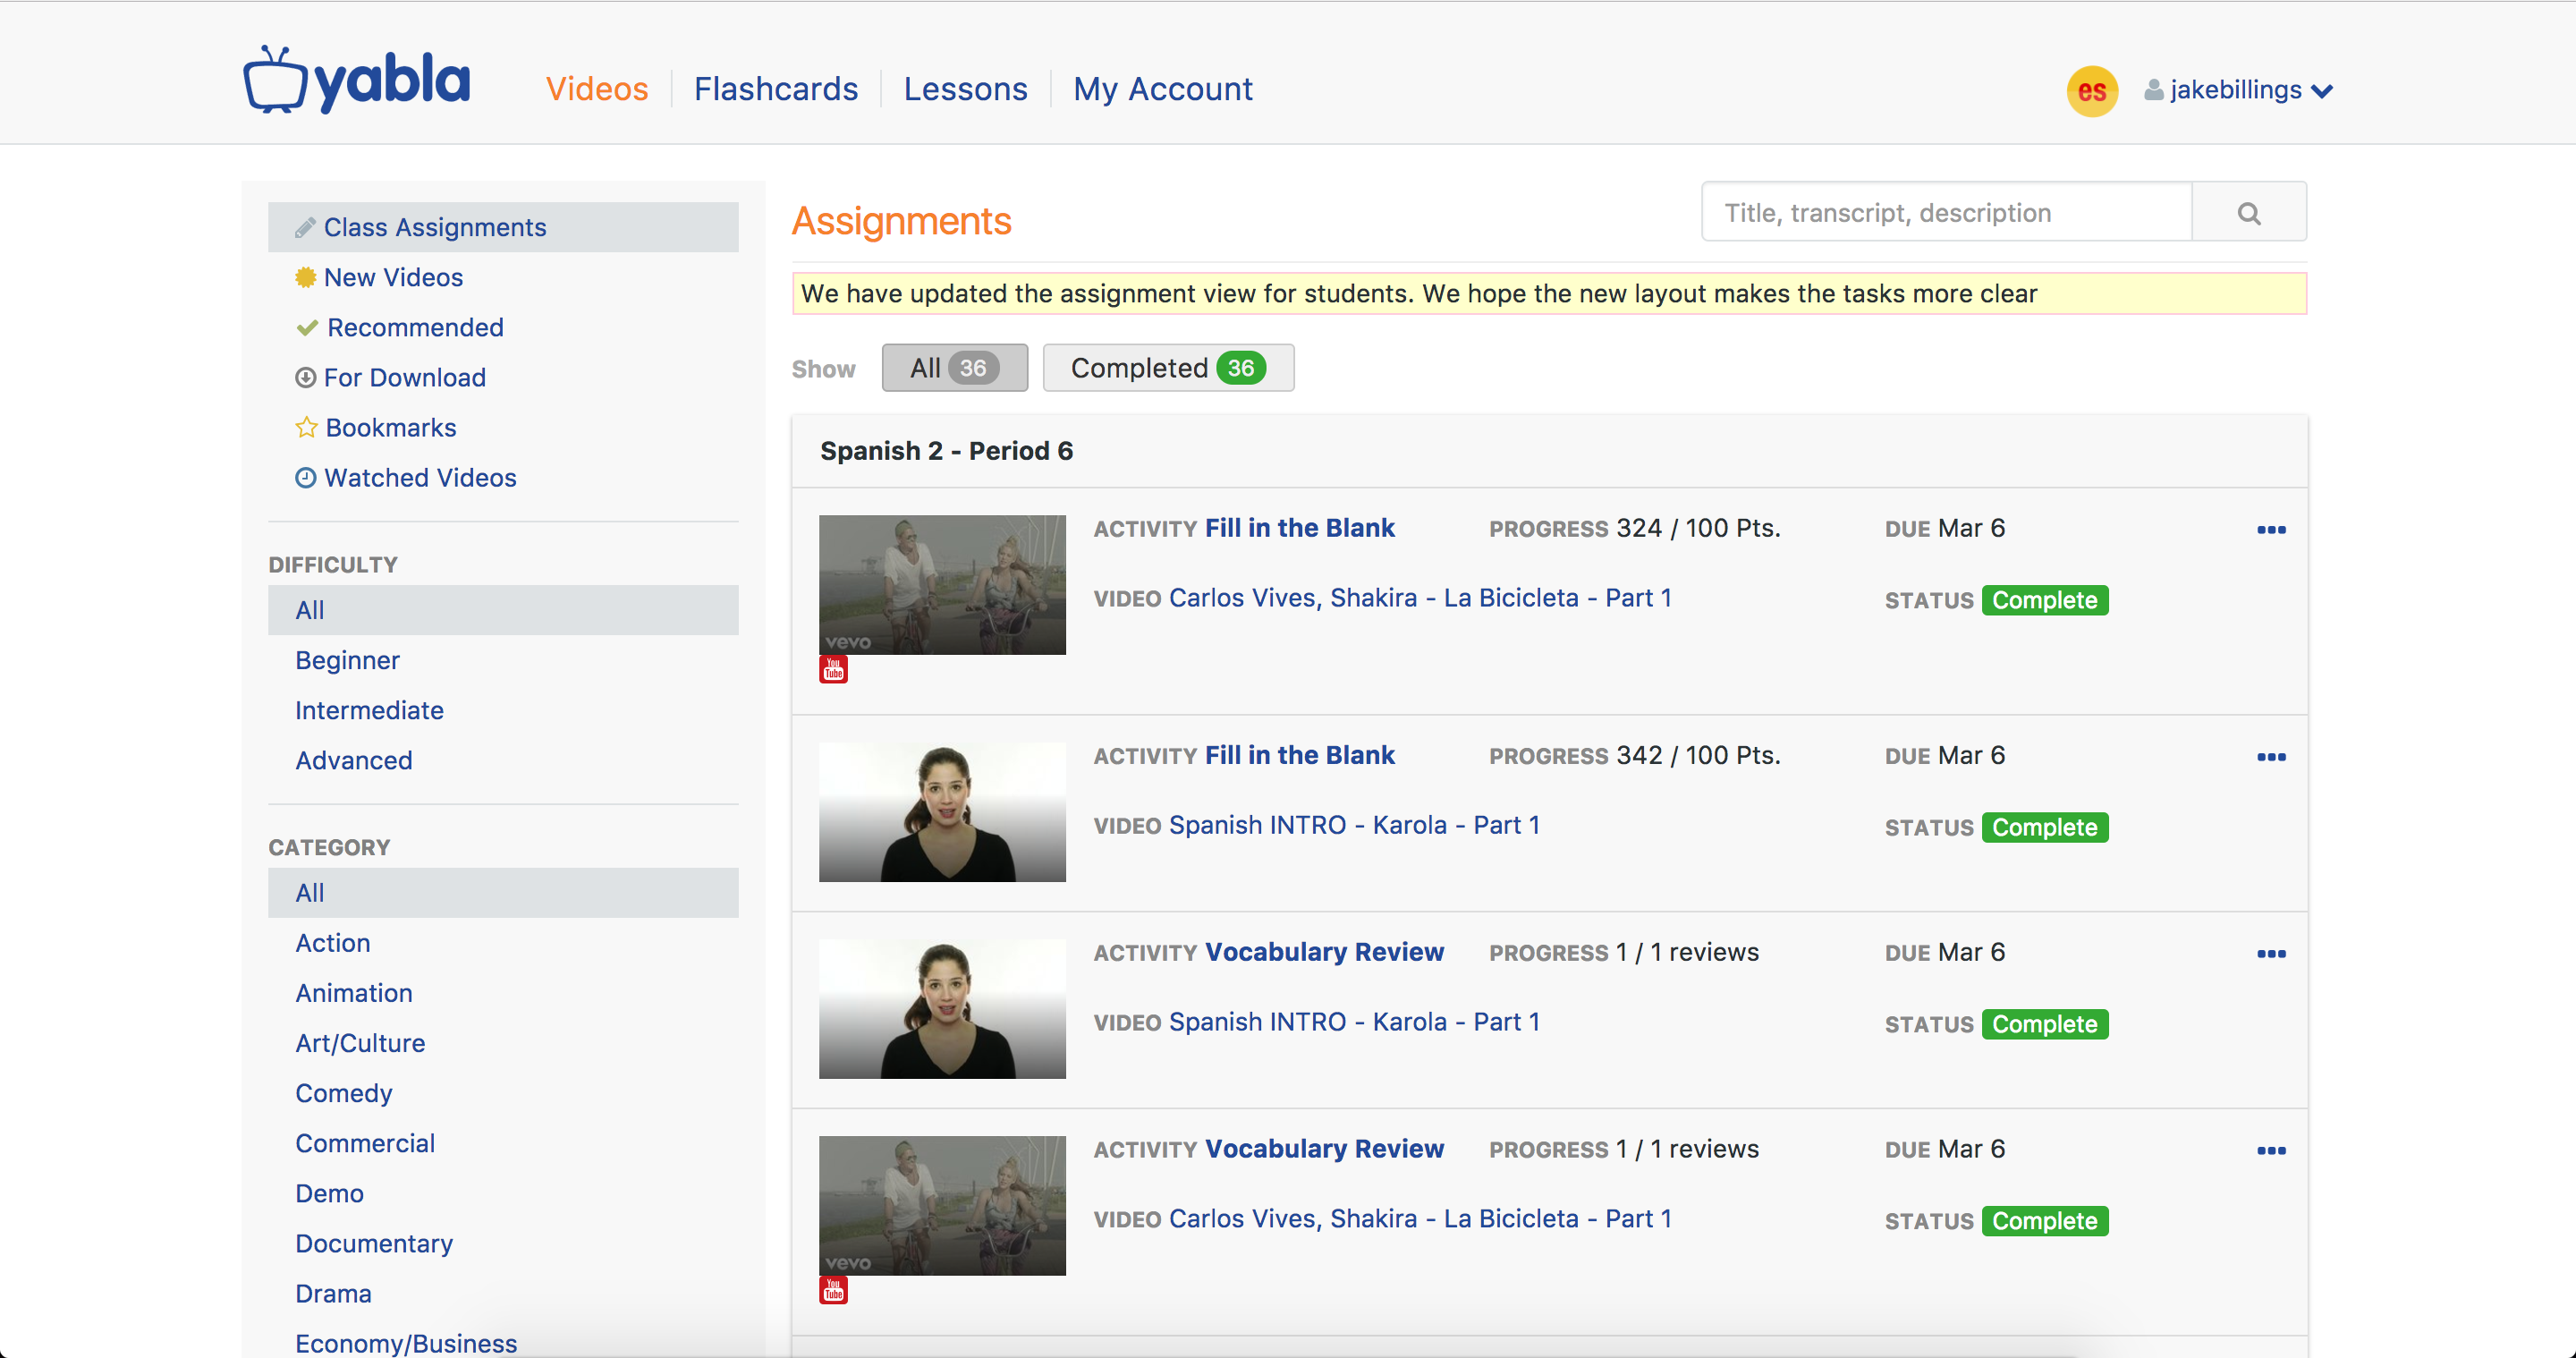 yabla
Videos
Flashcards
Lessons
My Account
es
jakebillings
Class Assignments
New Videos
Recommended
For Download
Bookmarks
Watched Videos
DIFFICULTY
All
Beginner
Intermediate
Advanced
CATEGORY
All
Action
Animation
Art/Culture
Comedy
Commercial
Demo
Documentary
Drama
Economy/Business
Assignments
Title, transcript, description
We have updated the assignment view for students. We hope the new layout makes the tasks more clear
Show All 36 Completed 36
Spanish 2 - Period 6
vevo
You
Tube
ACTIVITY Fill in the Blank PROGRESS 324 / 100 Pts. DUE Mar 6
VIDEO Carlos Vives, Shakira - La Bicicleta - Part 1 STATUS Complete
ACTIVITY Fill in the Blank PROGRESS 342 / 100 Pts. DUE Mar 6
VIDEO Spanish INTRO - Karola - Part 1 STATUS Complete
ACTIVITY Vocabulary Review PROGRESS 1 / 1 reviews DUE Mar 6
VIDEO Spanish INTRO - Karola - Part 1 STATUS Complete
vevo
You
Tube
ACTIVITY Vocabulary Review PROGRESS 1 / 1 reviews DUE Mar 6
VIDEO Carlos Vives, Shakira - La Bicicleta - Part 1 STATUS Complete